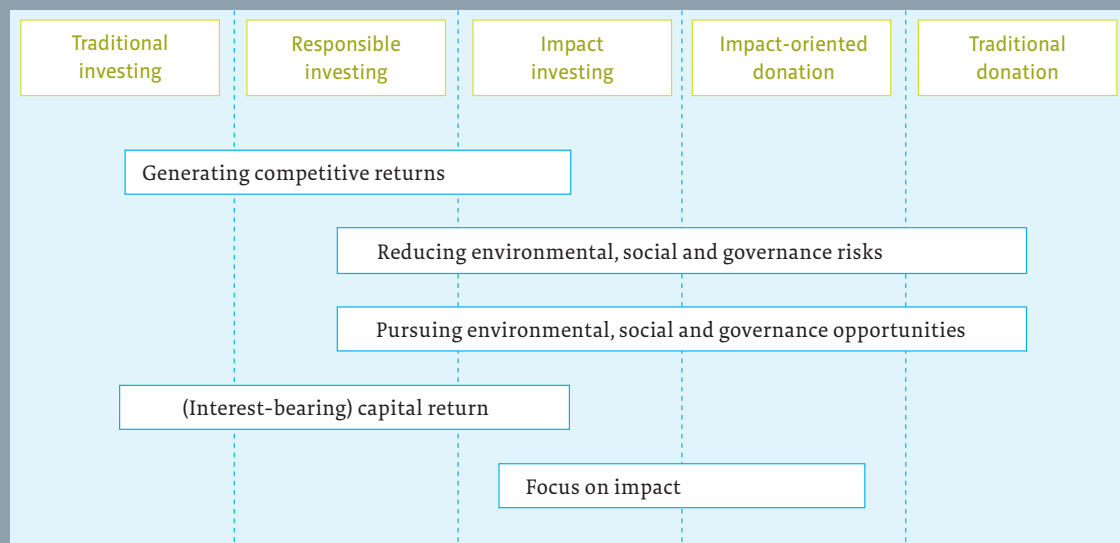 Traditional
investing
Responsible
investing
Impact
investing
Impact-oriented
donation
Traditional
donation
Generating competitive returns
Reducing environmental, social and governance risks
Pursuing environmental, social and governance opportunities
(Interest-bearing) capital return
Focus on impact